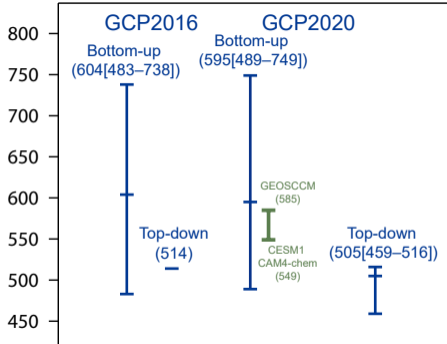 GCP2016
GCP2020
800
750
700
650
600
550
500
450
Bottom-up
(604[483–738])
Top-down
(514)
Bottom-up
(595[489–749])
GEOSCCM
(585)
CESM1
CAM4-chem
(549)
Top-down
(505[459–516])